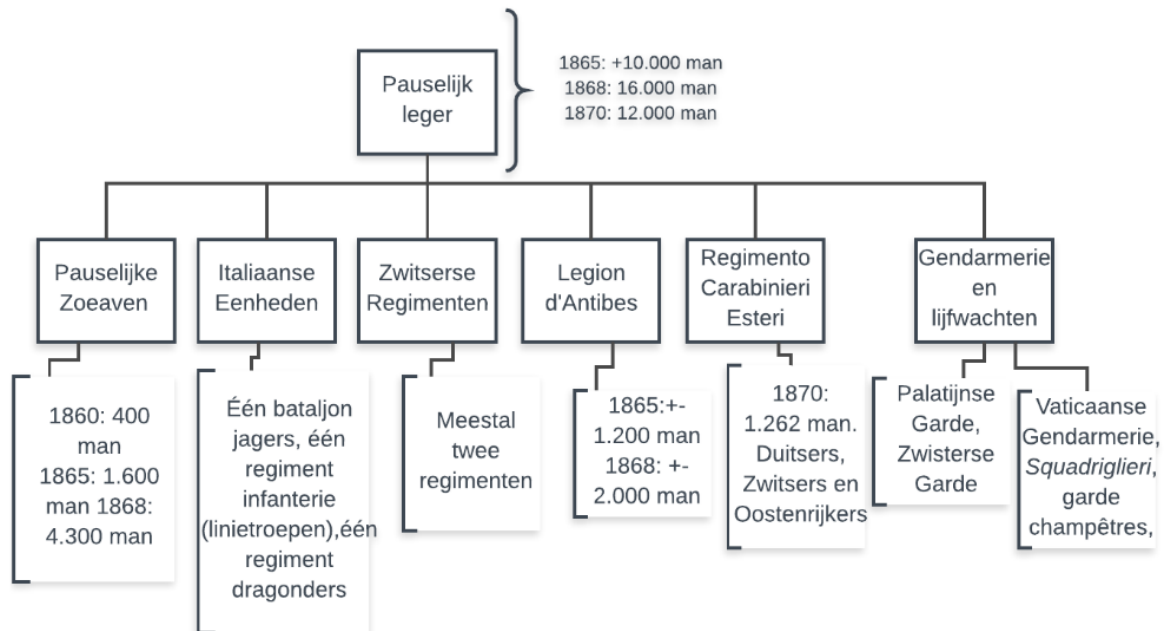 Pauselijk
leger
1865: +10.000 man
1868: 16.000 man
1870: 12.000 man
Pauselijke
Zoeaven
Italiaanse
Eenheden
Zwitserse
Regimenten
Legion
d'Antibes
Regimento
Carabinieri
Esteri
Gendarmerie
en
lijfwachten
1860: 400
man
1865: 1.600
man 1868:
4.300 man
Één bataljon
jagers, één
regiment
infanterie
(linietroepen),één
regiment
dragonders
Meestal
twee
regimenten
1865:+-
1.200 man
1868: +-
2.000 man
1870:
1.262 man.
Duitsers,
Zwitsers en
Oostenrijkers
Palatijnse
Garde,
Zwisterse
Garde
Vaticaanse
Gendarmerie,
Squadriglieri,
garde
champêtres,